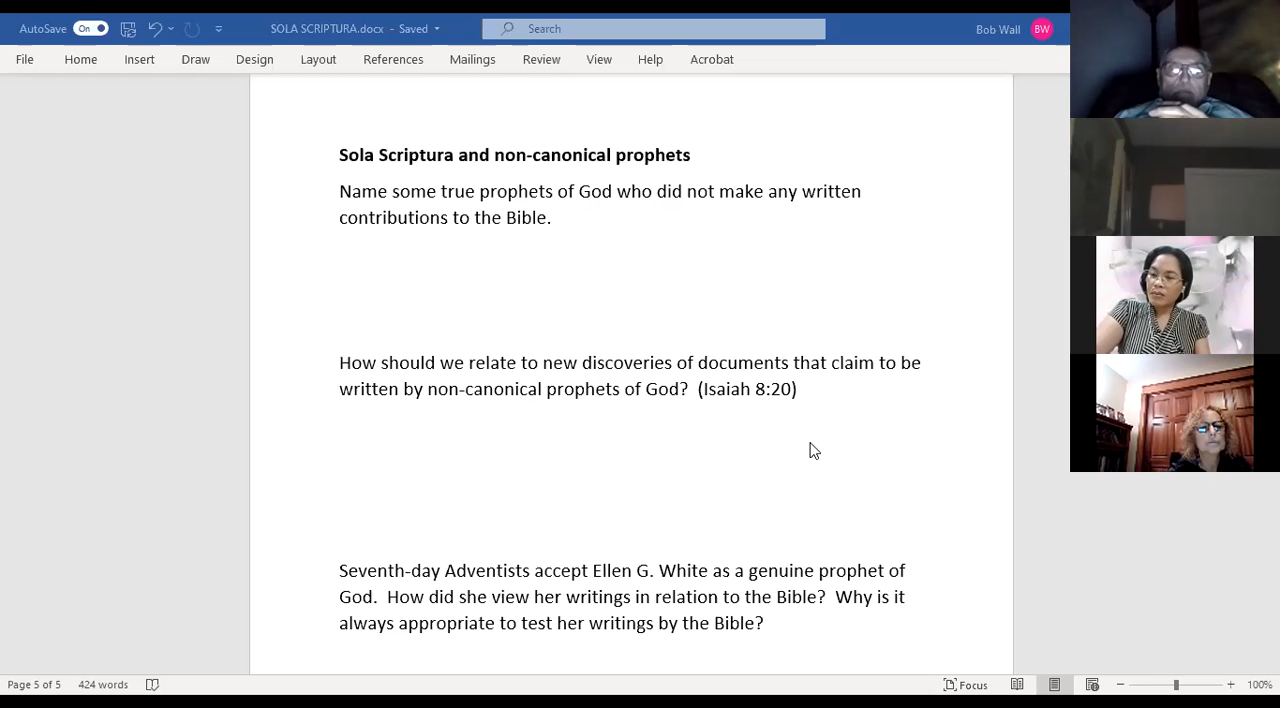 AutoSave On SOLA SCRIPTURA.docx - Saved Search Bob Wall BW
File Home Insert Draw Design Layout References Mailings Review View Help Acrobat
Sola Scriptura and non-canonical prophets
Name some true prophets of God who did not make any written
contributions to the Bible.
How should we relate to new discoveries of documents that claim to be
written by non-canonical prophets of God?  (Isaiah 8:20)
Seventh-day Adventists accept Ellen G. White as a genuine prophet of
God.  How did she view her writings in relation to the Bible?  Why is it
always appropriate to test her writings by the Bible?
Page 5 of 5 424 words Focus 100%